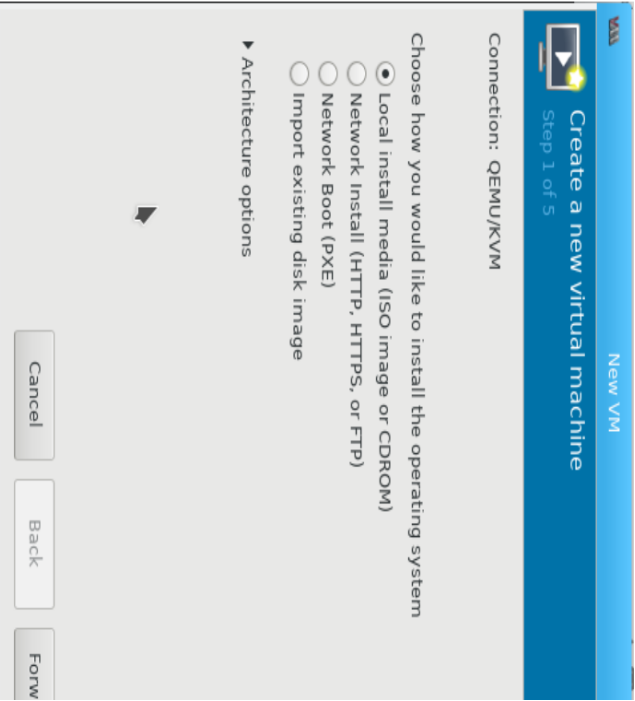 New VM
Create a new virtual machine
Step 1 of 5
Connection: QEMU/KVM
Choose how you would like to install the operating system
Local install media (ISO image or CDROM)
Network Install (HTTP, HTTPS, or FTP)
Network Boot (PXE)
Import existing disk image
Architecture options
Cancel
Back
Forw